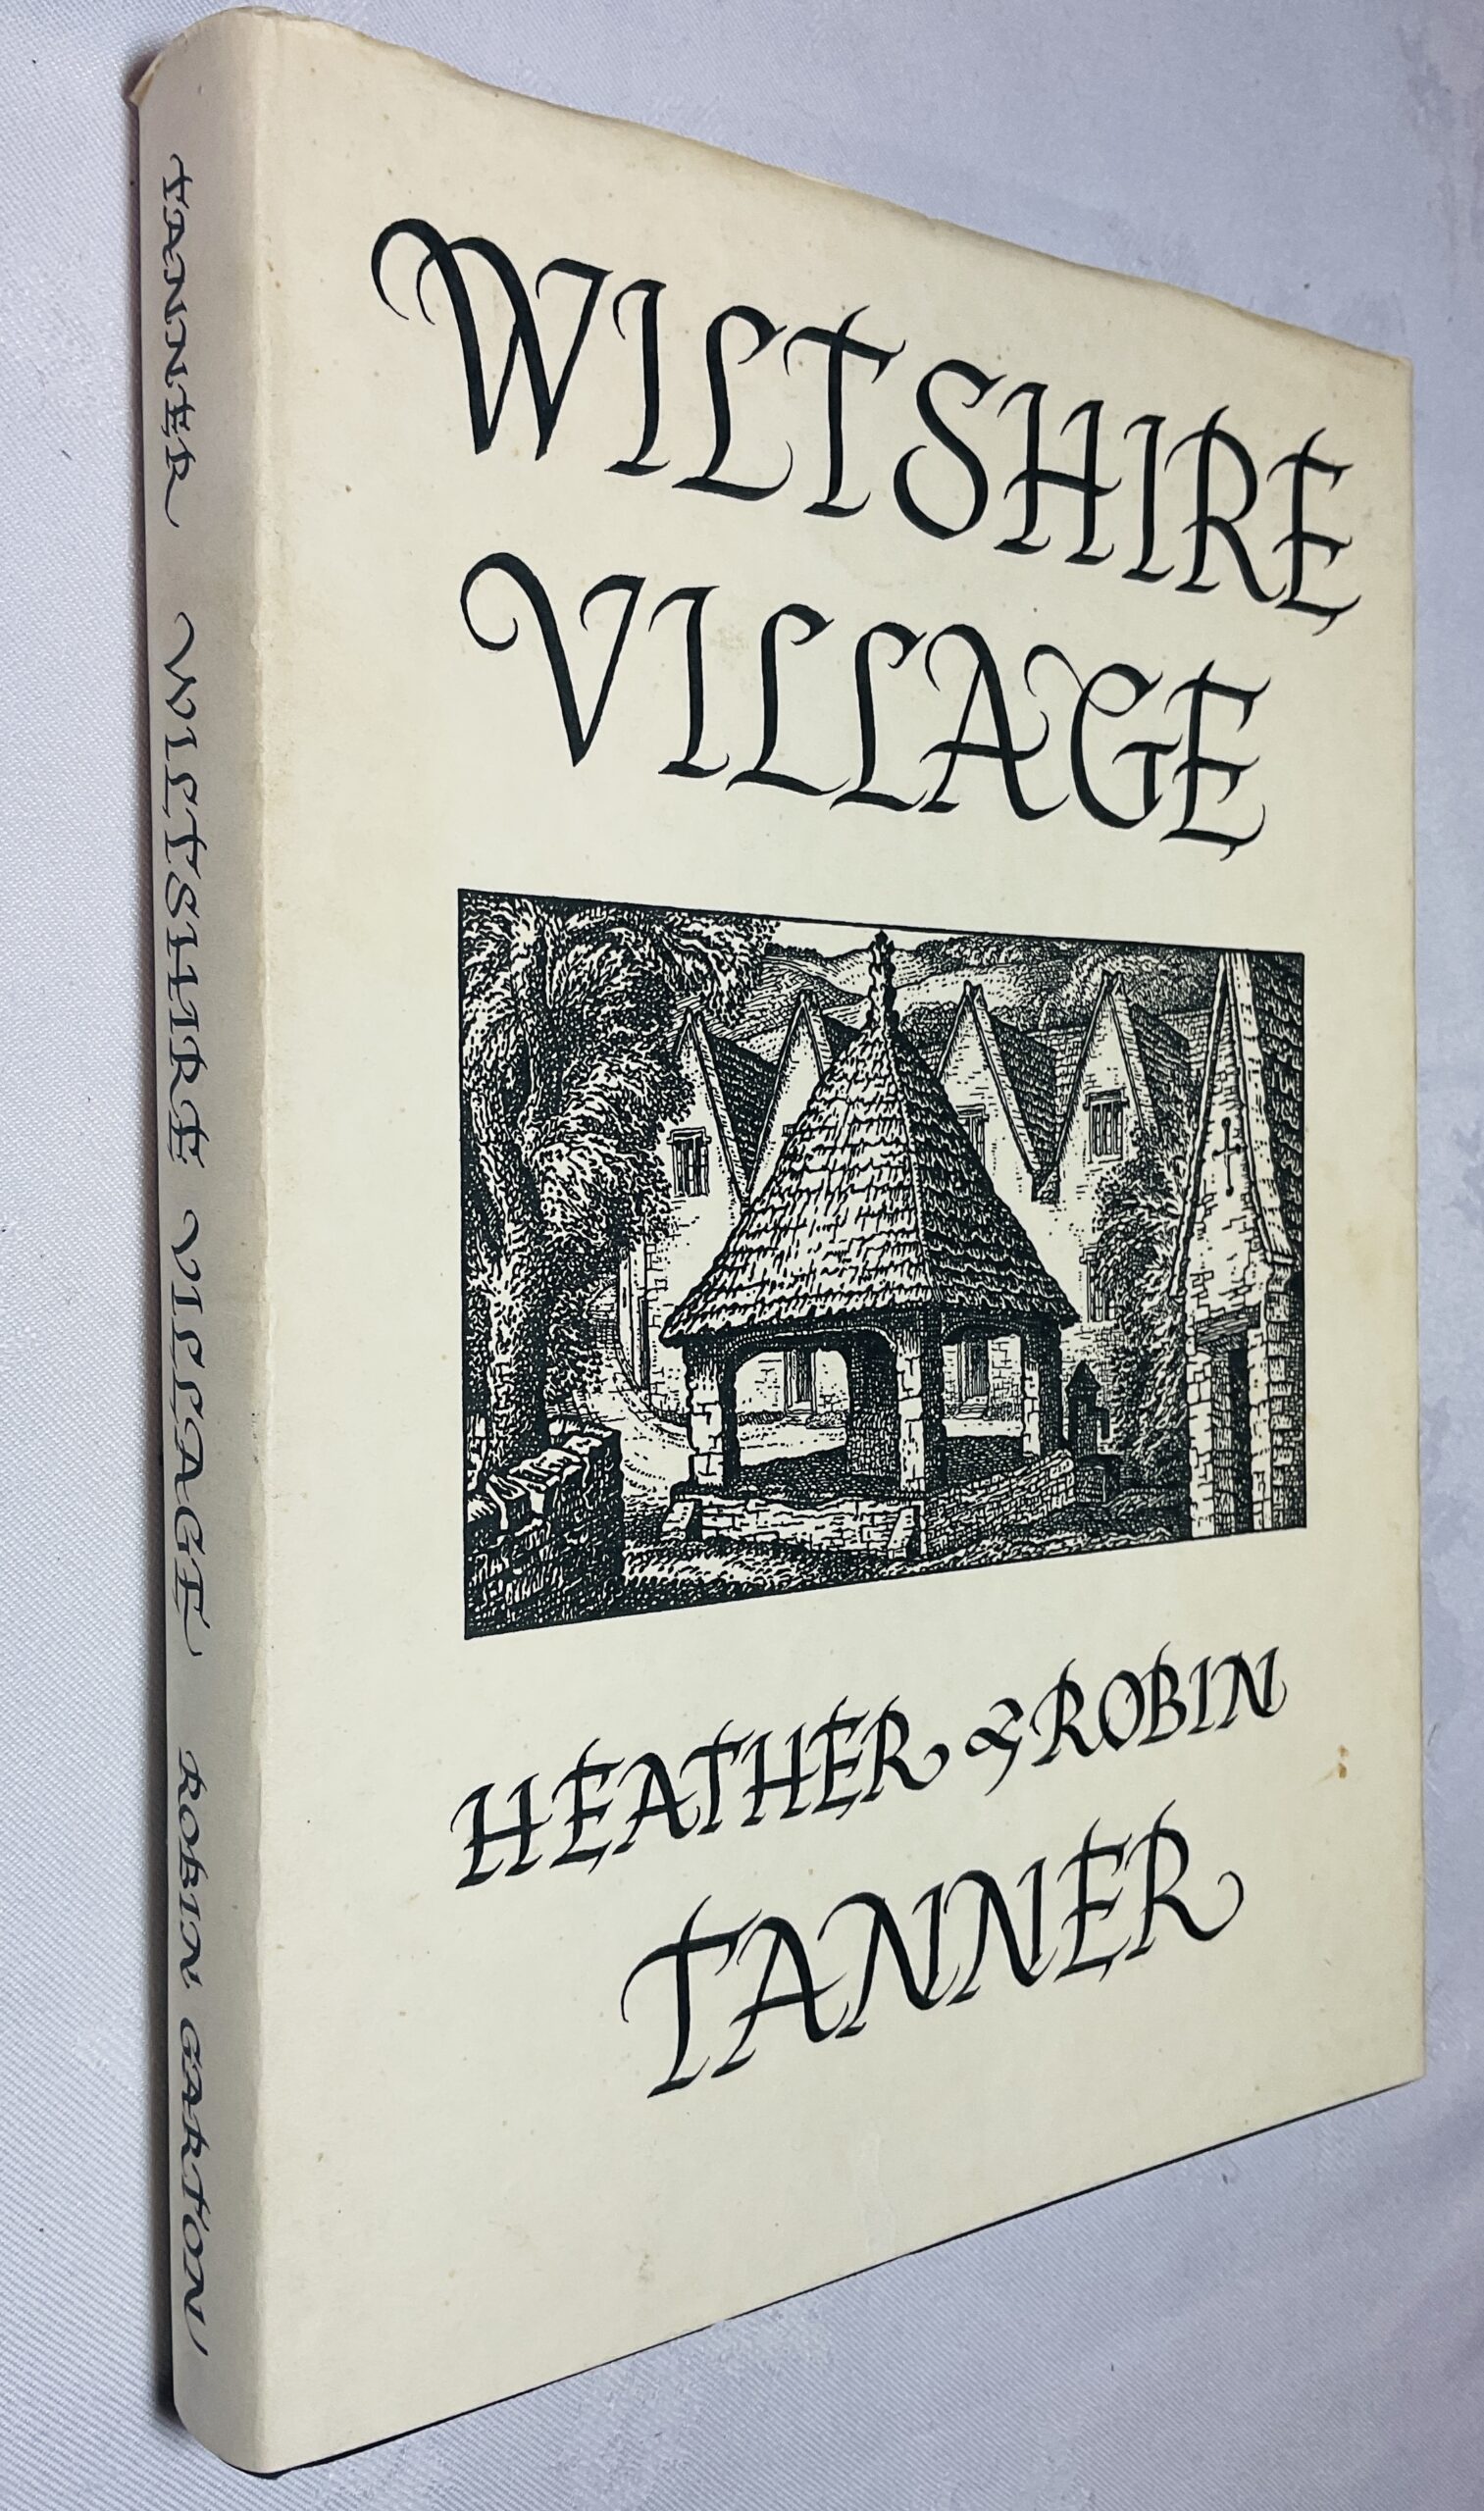 WILTSHIRE
VILLAGE
HEATHER & ROBIN
TANNER
TANNER WILTSHIRE VILLAGE ROBIN GARTON